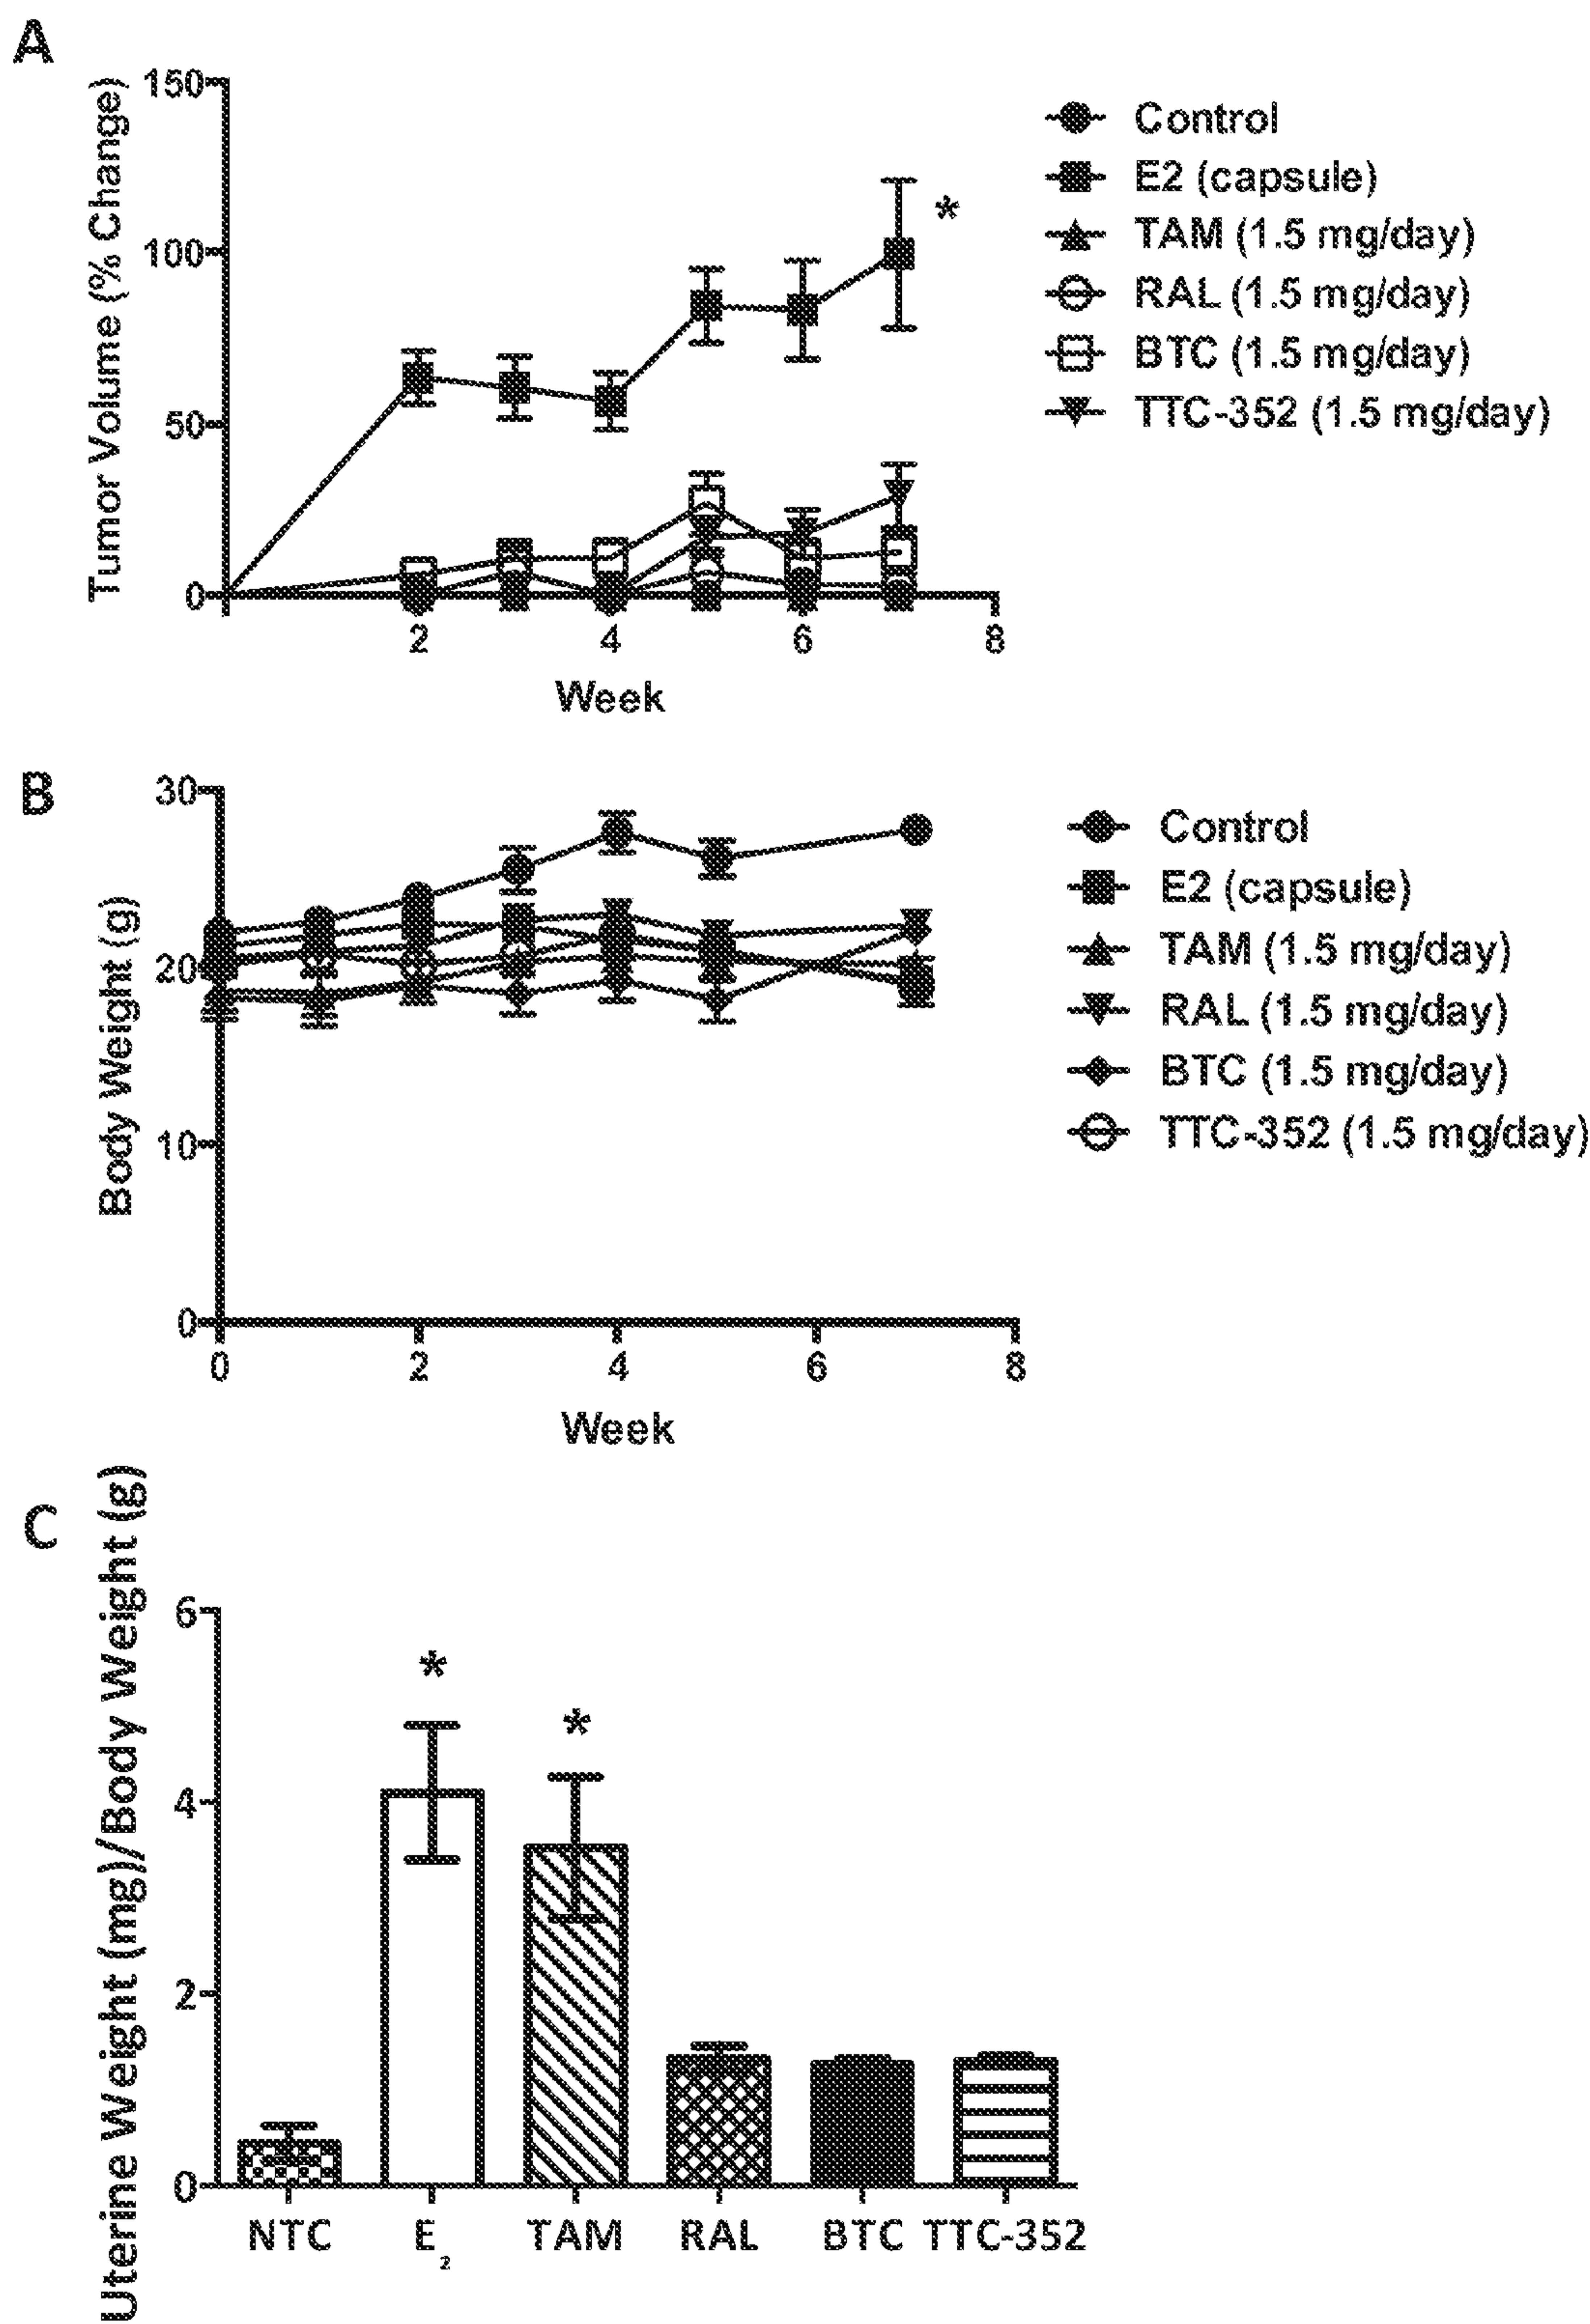 A
Tumor Volume (% Change)
150
100
50
0
2 4 6 8
Week
Control
E2 (capsule)
TAM (1.5 mg/day)
RAL (1.5 mg/day)
BTC (1.5 mg/day)
TTC-352 (1.5 mg/day)
*
B
Body Weight (g)
30
20
10
0
0 2 4 6 8
Week
Control
E2 (capsule)
TAM (1.5 mg/day)
RAL (1.5 mg/day)
BTC (1.5 mg/day)
TTC-352 (1.5 mg/day)
C
Uterine Weight (mg)/Body Weight (g)
6
4
2
0
*
*
NTC E₂ TAM RAL BTC TTC-352